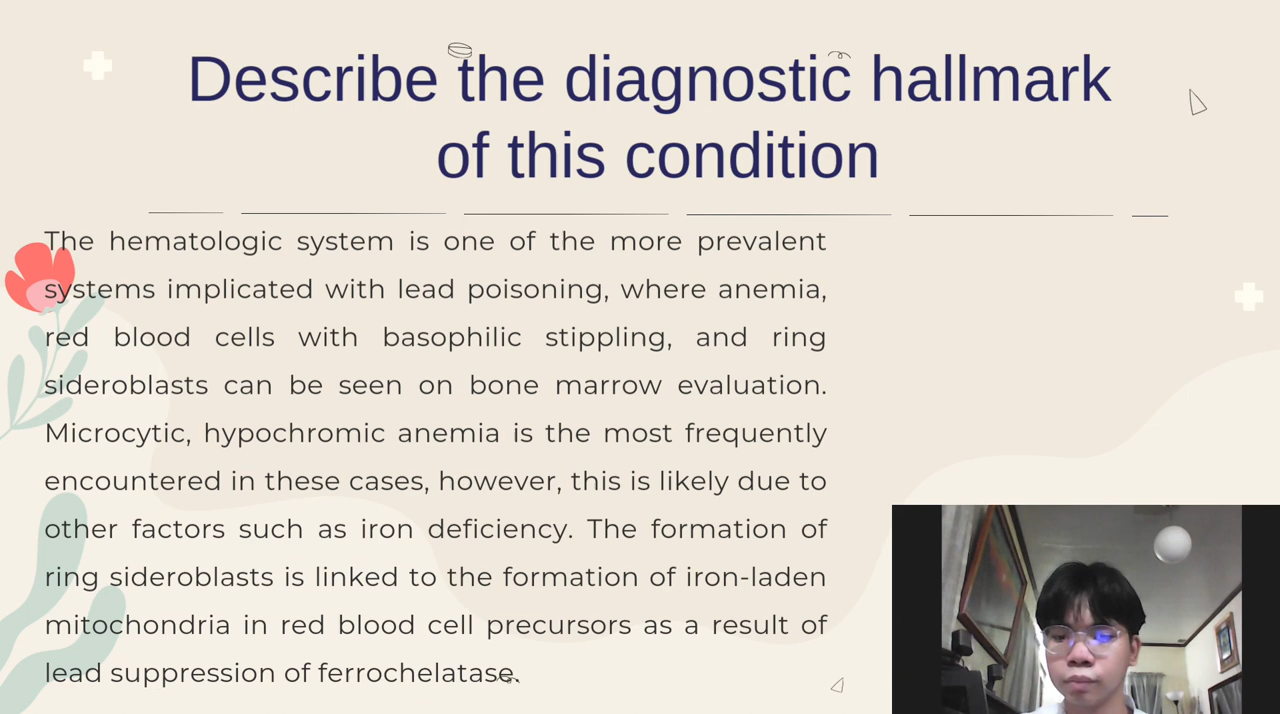 Describe the diagnostic hallmark
of this condition
The hematologic system is one of the more prevalent
systems implicated with lead poisoning, where anemia,
red blood cells with basophilic stippling, and ring
sideroblasts can be seen on bone marrow evaluation.
Microcytic, hypochromic anemia is the most frequently
encountered in these cases, however, this is likely due to
other factors such as iron deficiency. The formation of
ring sideroblasts is linked to the formation of iron-laden
mitochondria in red blood cell precursors as a result of
lead suppression of ferrochelatase.